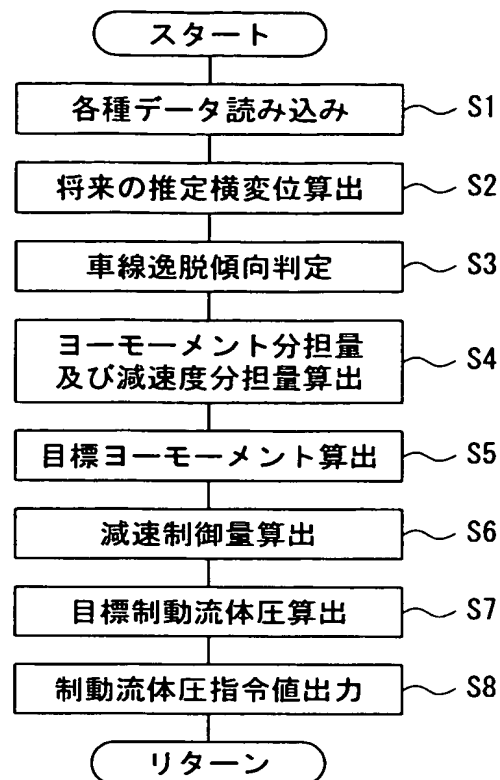 スタート
各種データ読み込み
S1
将来の推定横変位算出
S2
車線逸脱傾向判定
S3
ヨーモーメント分担量
及び減速度分担量算出
S4
目標ヨーモーメント算出
S5
減速制御量算出
S6
目標制動流体圧算出
S7
制動流体圧指令値出力
S8
リターン